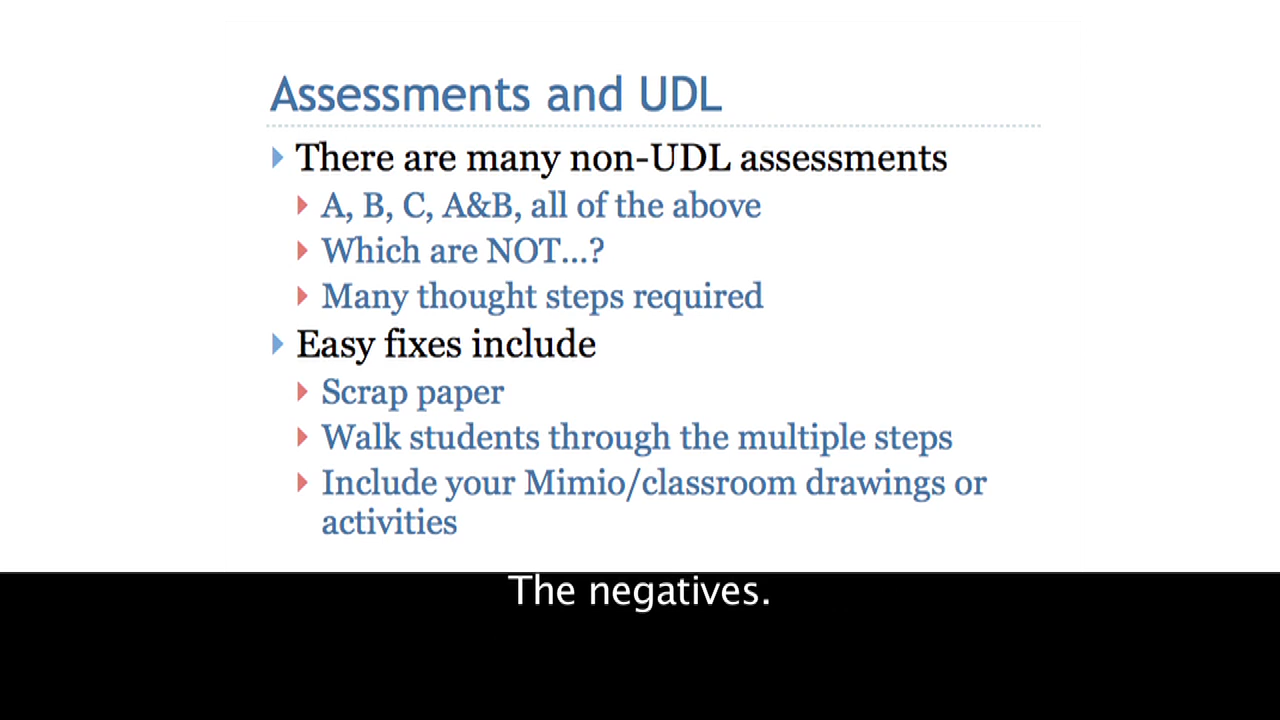 Assessments and UDL
There are many non-UDL assessments
A, B, C, A&B, all of the above
Which are NOT...?
Many thought steps required
Easy fixes include
Scrap paper
Walk students through the multiple steps
Include your Mimio/classroom drawings or
activities
The negatives.